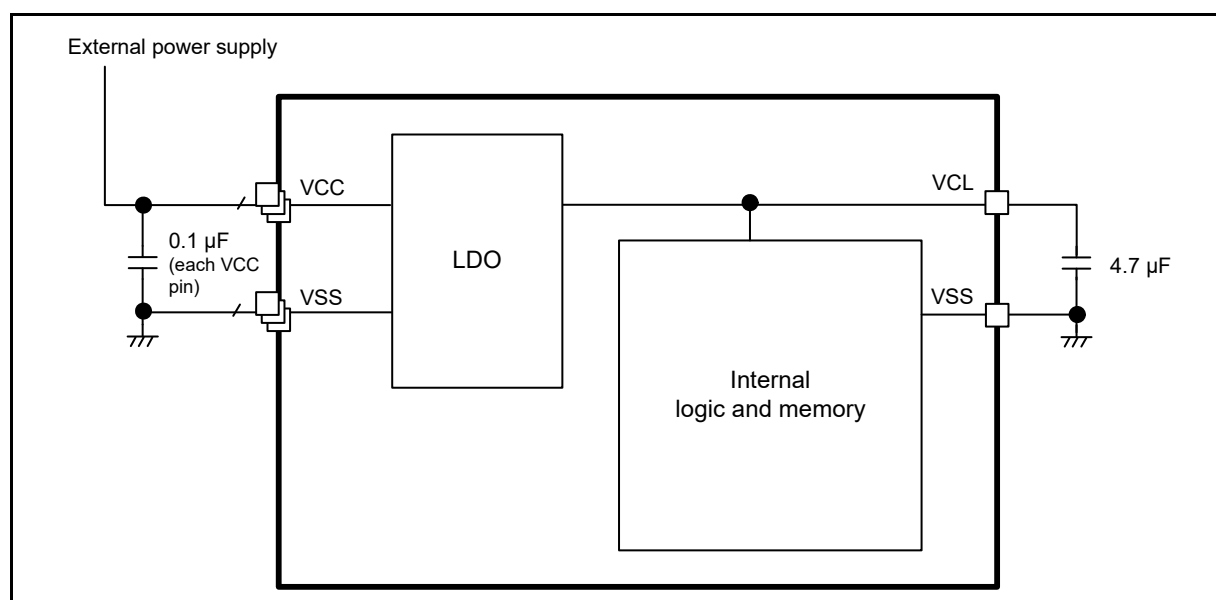 External power supply
VCC
VCL
0.1 µF
(each VCC
pin)
LDO
4.7 µF
VSS
VSS
Internal
logic and memory